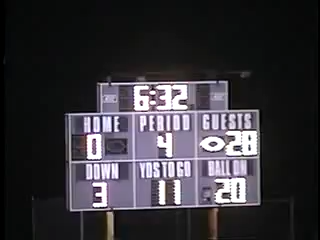 6:32
HOME PERIOD GUESTS
0 4 28
DOWN YDS TO GO BALL ON
3 11 20